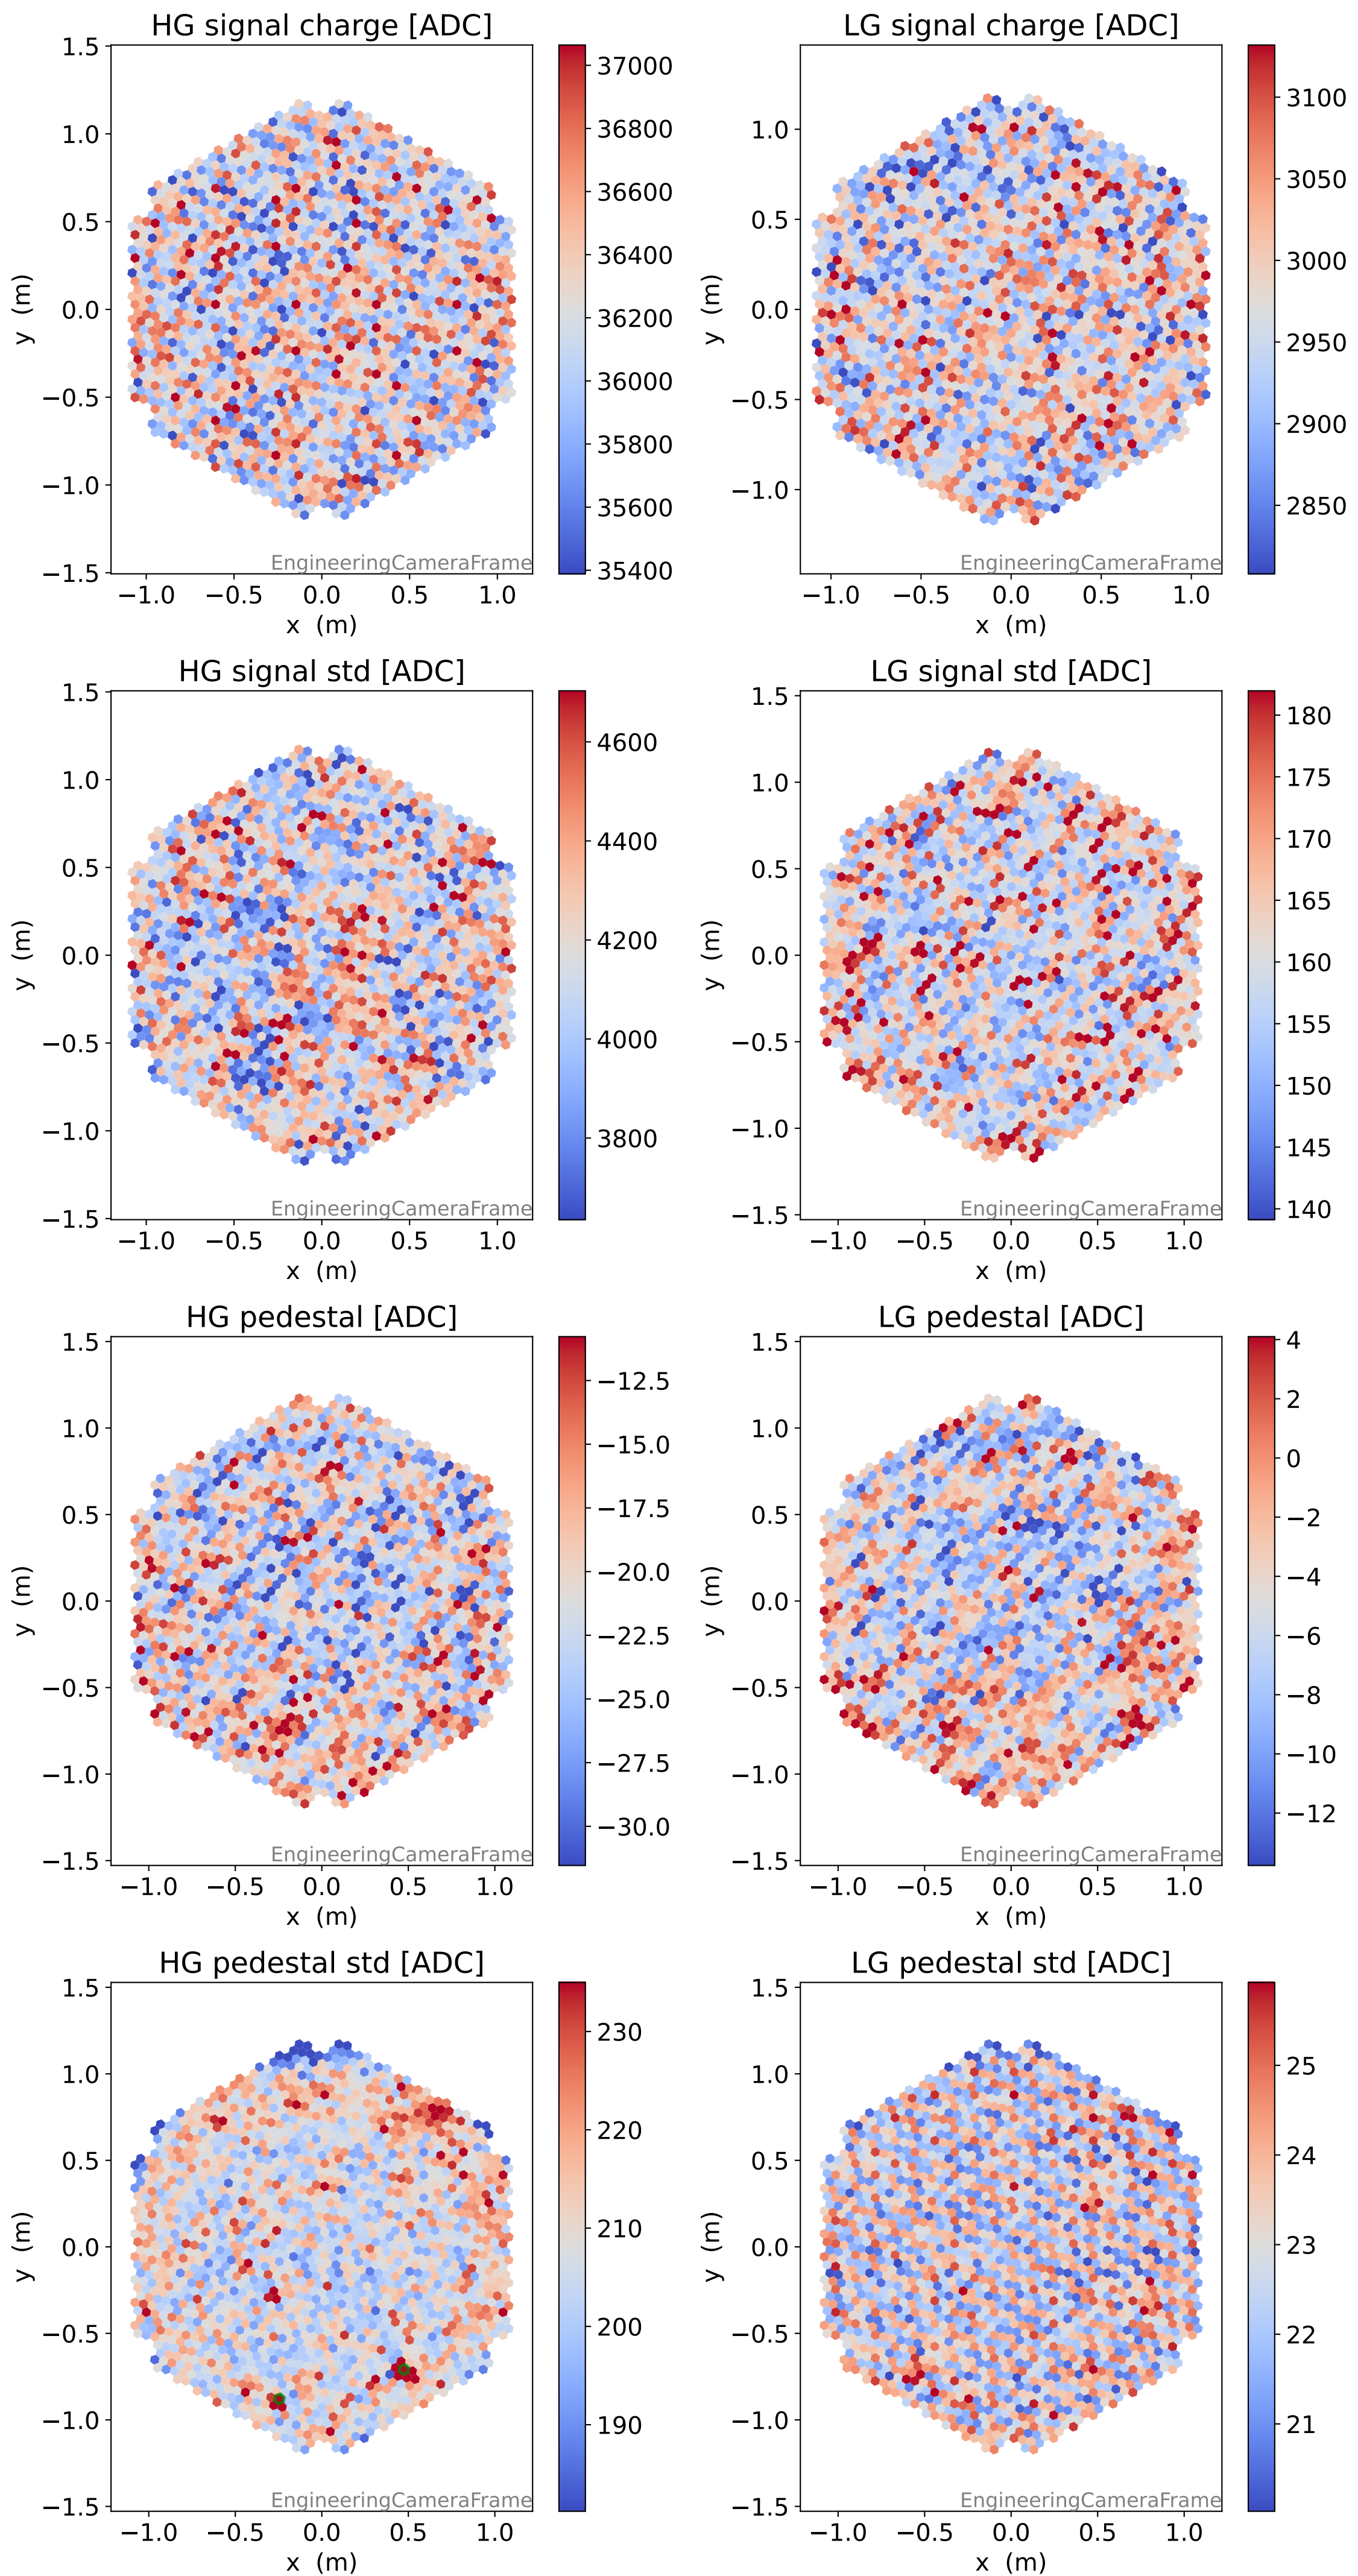 HG signal charge [ADC]
1.5
1.0
0.5
0.0
−0.5
−1.0
−1.5
y (m)
−1.0 −0.5 0.0 0.5 1.0
x (m)
EngineeringCameraFrame
37000
36800
36600
36400
36200
36000
35800
35600
35400
LG signal charge [ADC]
1.0
0.5
0.0
−0.5
−1.0
y (m)
−1.0 −0.5 0.0 0.5 1.0
x (m)
EngineeringCameraFrame
3100
3050
3000
2950
2900
2850
HG signal std [ADC]
1.5
1.0
0.5
0.0
−0.5
−1.0
−1.5
y (m)
−1.0 −0.5 0.0 0.5 1.0
x (m)
EngineeringCameraFrame
4600
4400
4200
4000
3800
LG signal std [ADC]
1.5
1.0
0.5
0.0
−0.5
−1.0
−1.5
y (m)
−1.0 −0.5 0.0 0.5 1.0
x (m)
EngineeringCameraFrame
180
175
170
165
160
155
150
145
140
HG pedestal [ADC]
1.5
1.0
0.5
0.0
−0.5
−1.0
−1.5
y (m)
−1.0 −0.5 0.0 0.5 1.0
x (m)
EngineeringCameraFrame
−12.5
−15.0
−17.5
−20.0
−22.5
−25.0
−27.5
−30.0
LG pedestal [ADC]
1.5
1.0
0.5
0.0
−0.5
−1.0
−1.5
y (m)
−1.0 −0.5 0.0 0.5 1.0
x (m)
EngineeringCameraFrame
4
2
0
−2
−4
−6
−8
−10
−12
HG pedestal std [ADC]
1.5
1.0
0.5
0.0
−0.5
−1.0
−1.5
y (m)
−1.0 −0.5 0.0 0.5 1.0
x (m)
EngineeringCameraFrame
230
220
210
200
190
LG pedestal std [ADC]
1.5
1.0
0.5
0.0
−0.5
−1.0
−1.5
y (m)
−1.0 −0.5 0.0 0.5 1.0
x (m)
EngineeringCameraFrame
25
24
23
22
21